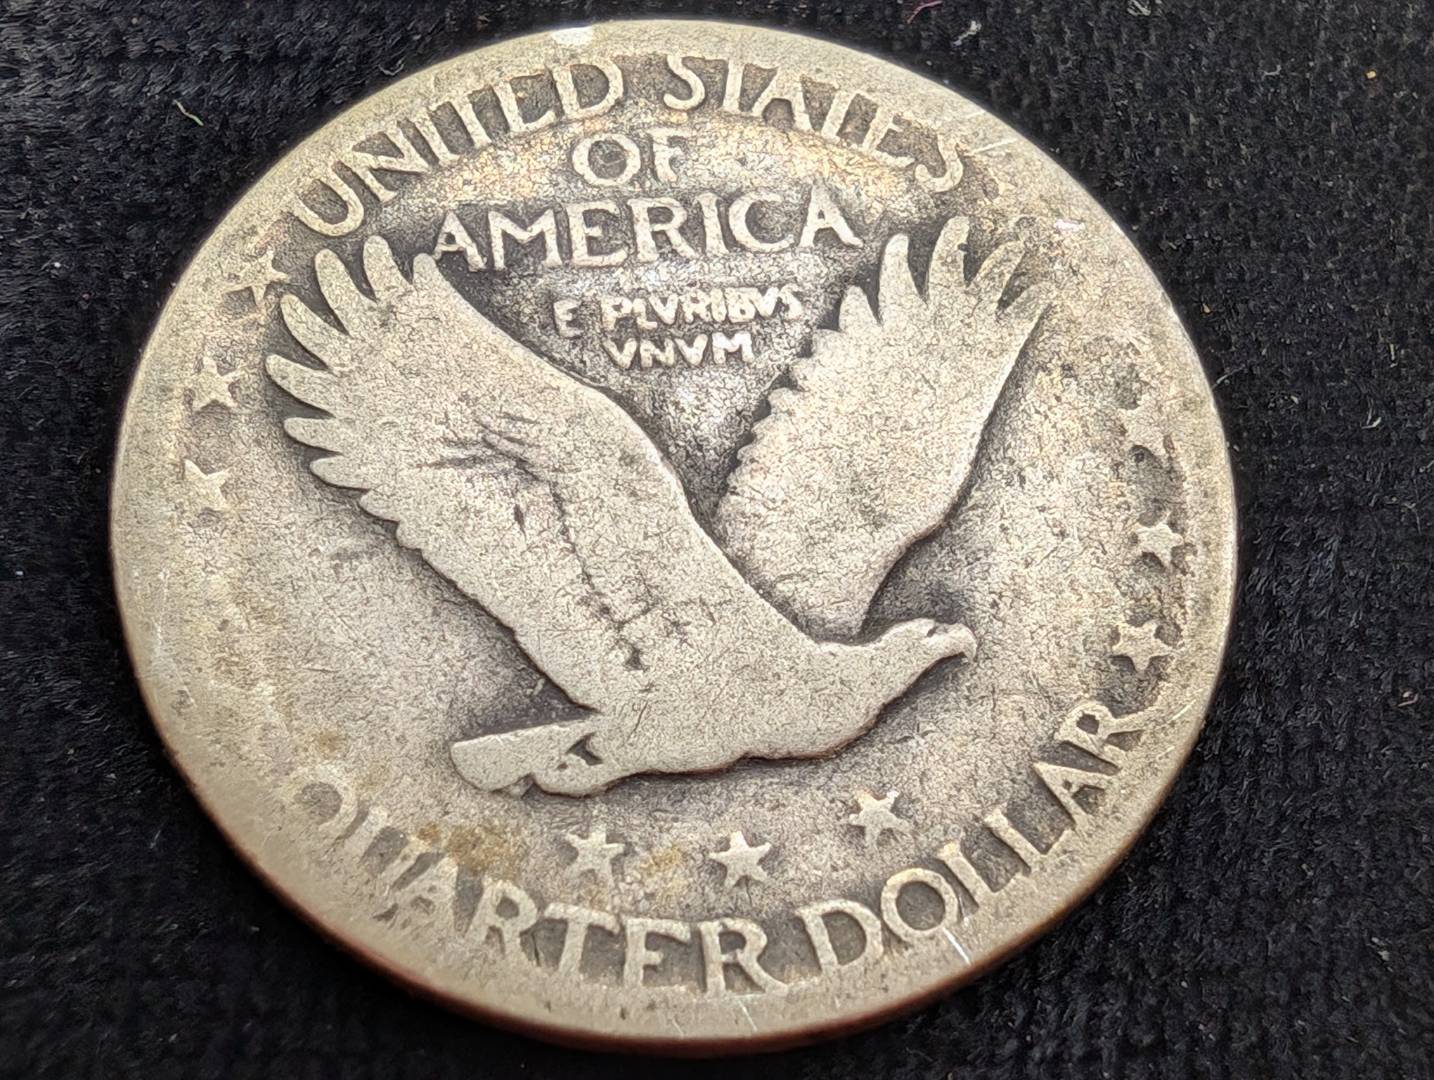 UNITED STATES
OF
AMERICA
E PLVRIBVS
VNVM
QUARTER DOLLAR